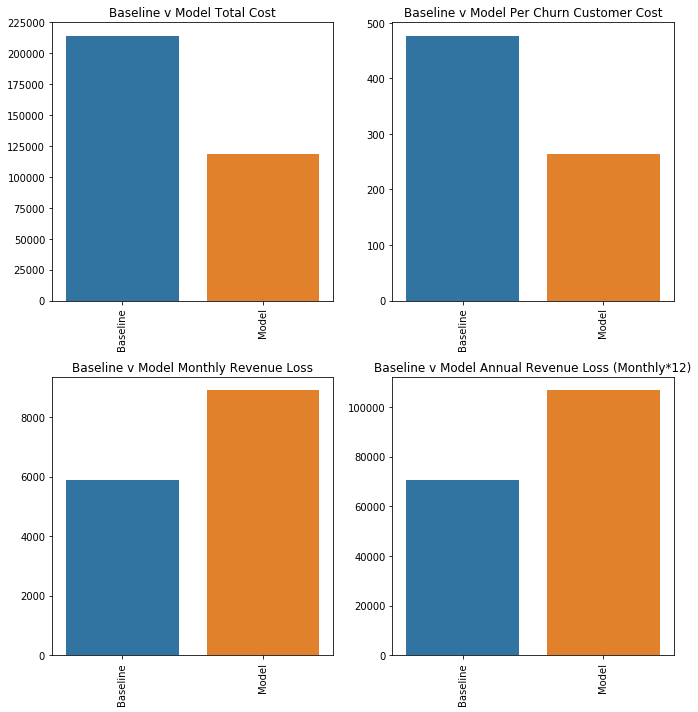 Baseline v Model Total Cost
225000
200000
175000
150000
125000
100000
75000
50000
25000
0
Baseline
Model
Baseline v Model Per Churn Customer Cost
500
400
300
200
100
0
Baseline
Model
Baseline v Model Monthly Revenue Loss
8000
6000
4000
2000
0
Baseline
Model
Baseline v Model Annual Revenue Loss (Monthly*12)
100000
80000
60000
40000
20000
0
Baseline
Model